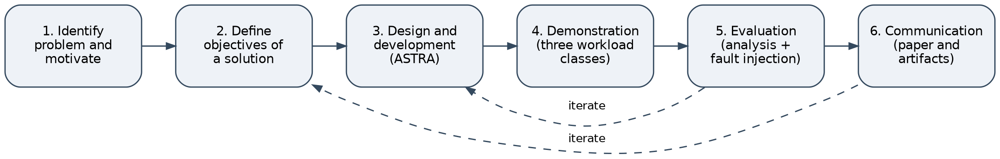 1. Identify
problem and
motivate
2. Define
objectives of
a solution
3. Design and
development
(ASTRA)
4. Demonstration
(three workload
classes)
5. Evaluation
(analysis +
fault injection)
6. Communication
(paper and
artifacts)
iterate
iterate